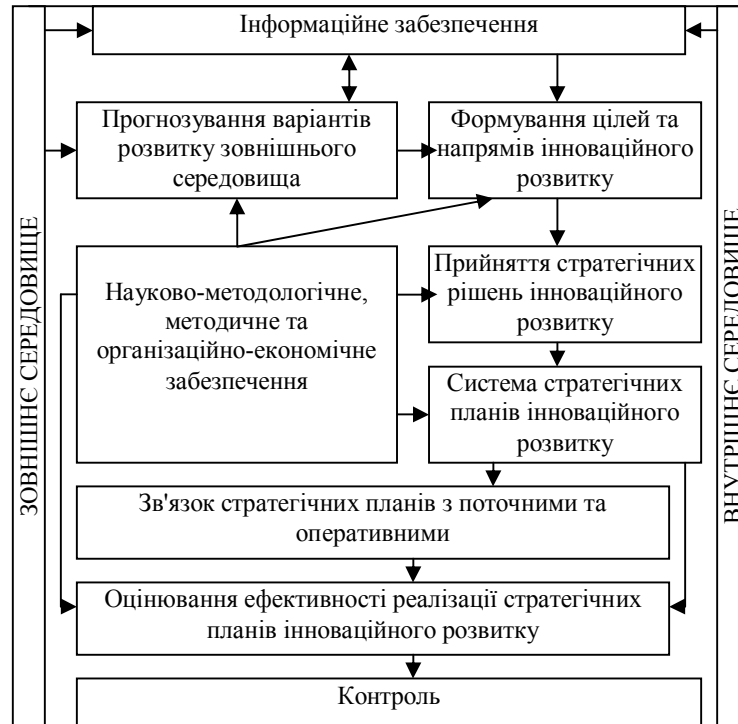 Інформаційне забезпечення
Прогнозування варіантів
розвитку зовнішнього
середовища
Формування цілей та
напрямів інноваційного
розвитку
Науково-методологічне,
методичне та
організаційно-економічне
забезпечення
Прийняття стратегічних
рішень інноваційного
розвитку
Система стратегічних
планів інноваційного
розвитку
Зв'язок стратегічних планів з поточними та
оперативними
Оцінювання ефективності реалізації стратегічних
планів інноваційного розвитку
Контроль
ЗОВНІШНЄ СЕРЕДОВИЩЕ
ВНУТРІШНЄ СЕРЕДОВИЩЕ